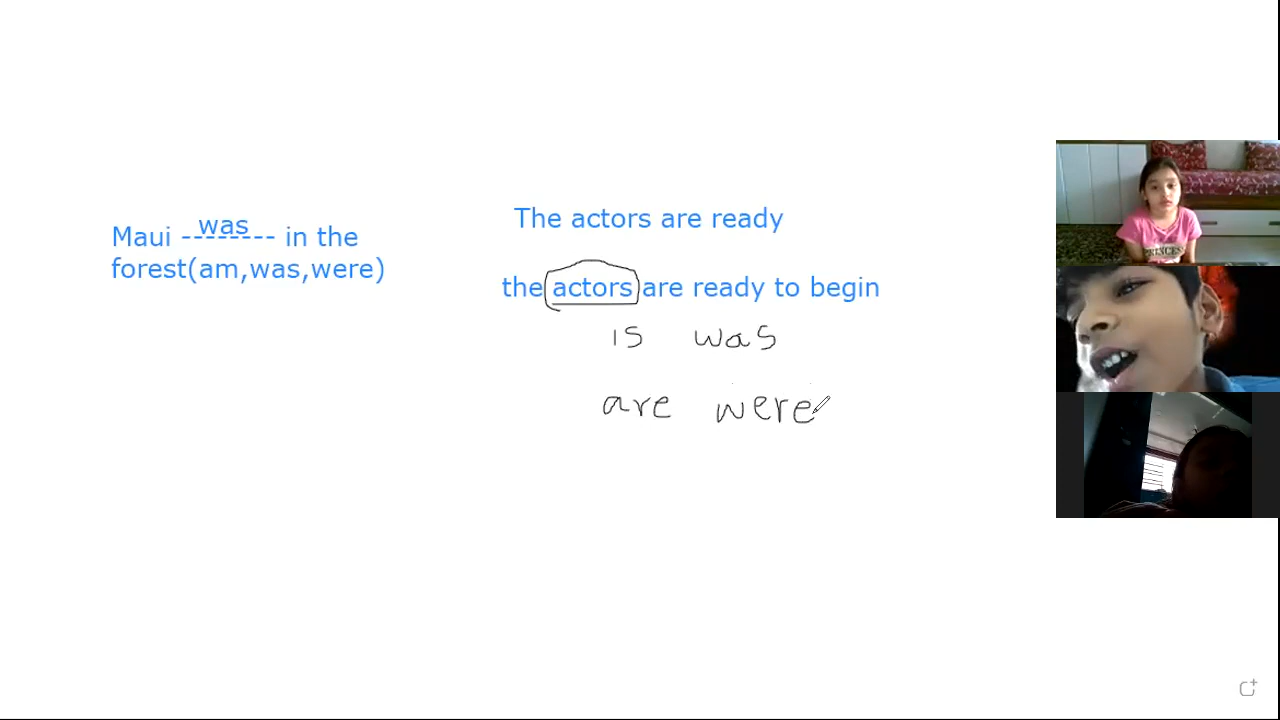 Maui -------- in the
was
forest(am,was,were)
The actors are ready
the actors are ready to begin
is was
are were
PRINCESS